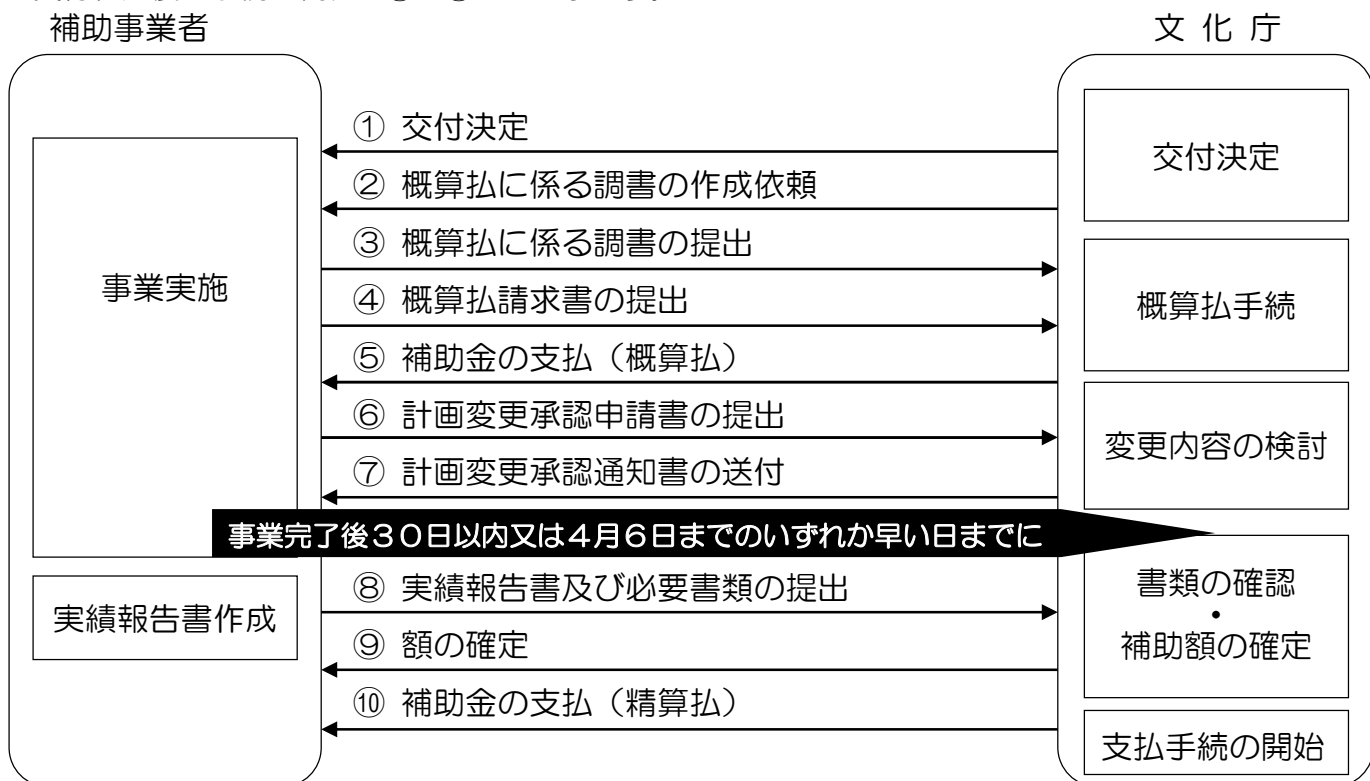 補助事業者
文化庁
① 交付決定
交付決定
② 概算払に係る調書の作成依頼
③ 概算払に係る調書の提出
事業実施
④ 概算払請求書の提出
概算払手続
⑤ 補助金の支払（概算払）
⑥ 計画変更承認申請書の提出
変更内容の検討
⑦ 計画変更承認通知書の送付
事業完了後３０日以内又は４月６日までのいずれか早い日までに
⑧ 実績報告書及び必要書類の提出
書類の確認
・
補助額の確定
実績報告書作成
⑨ 額の確定
⑩ 補助金の支払（精算払）
支払手続の開始